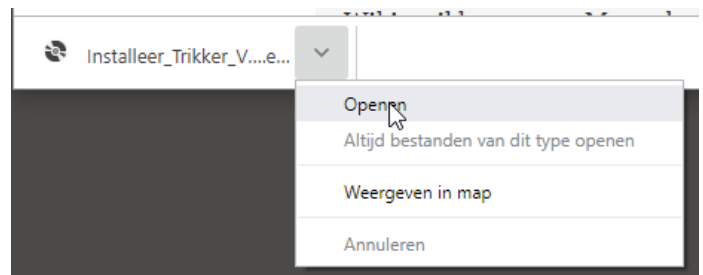 Installeer_Trikker_V....e...
Openen
Altijd bestanden van dit type openen
Weergeven in map
Annuleren